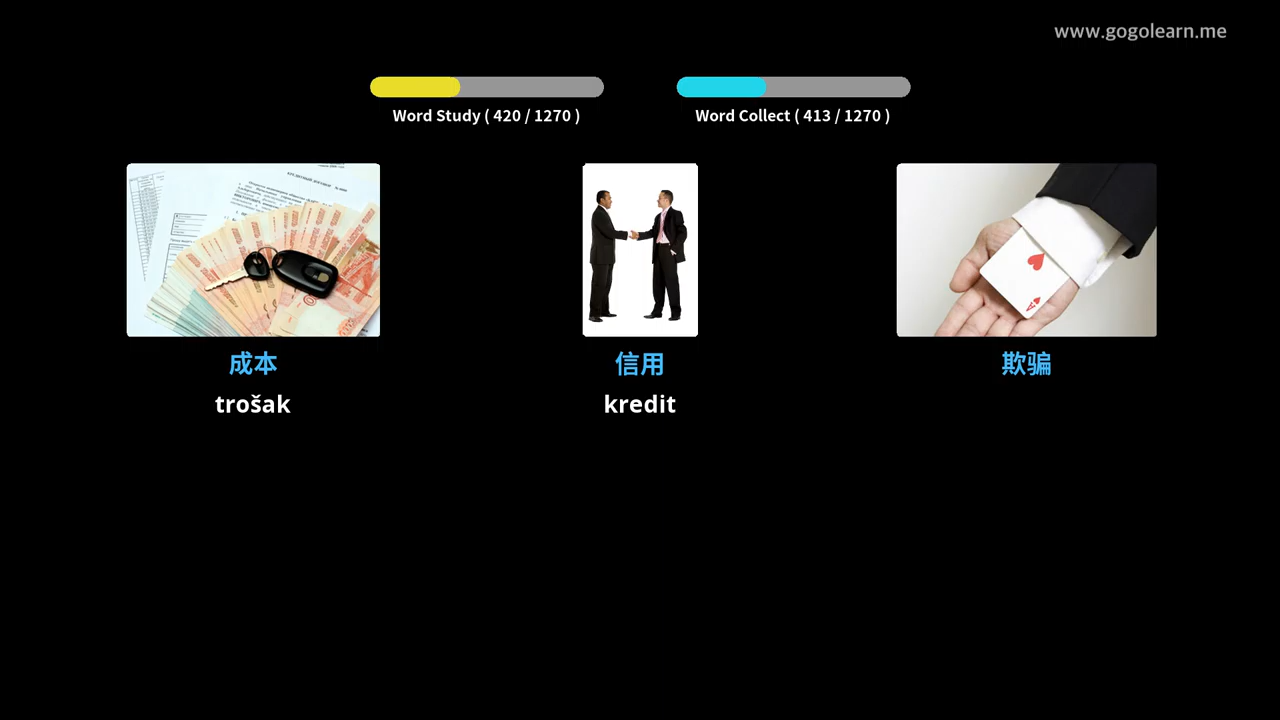 www.gogolearn.me
Word Study ( 420 / 1270 )
Word Collect ( 413 / 1270 )
成本
信用
欺骗
trošak
kredit